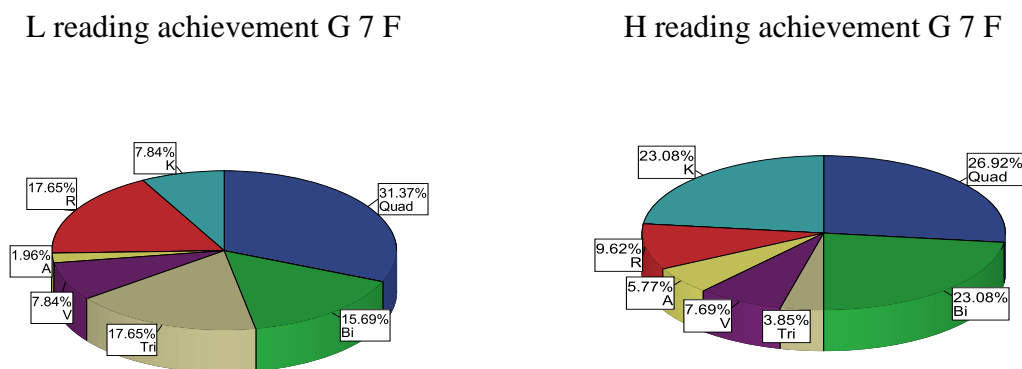 L reading achievement G 7 F
7.84%
K
17.65%
R
31.37%
Quad
1.96%
A
7.84%
V
17.65%
Tri
15.69%
Bi
H reading achievement G 7 F
23.08%
K
26.92%
Quad
9.62%
R
5.77%
A
7.69%
V
3.85%
Tri
23.08%
Bi